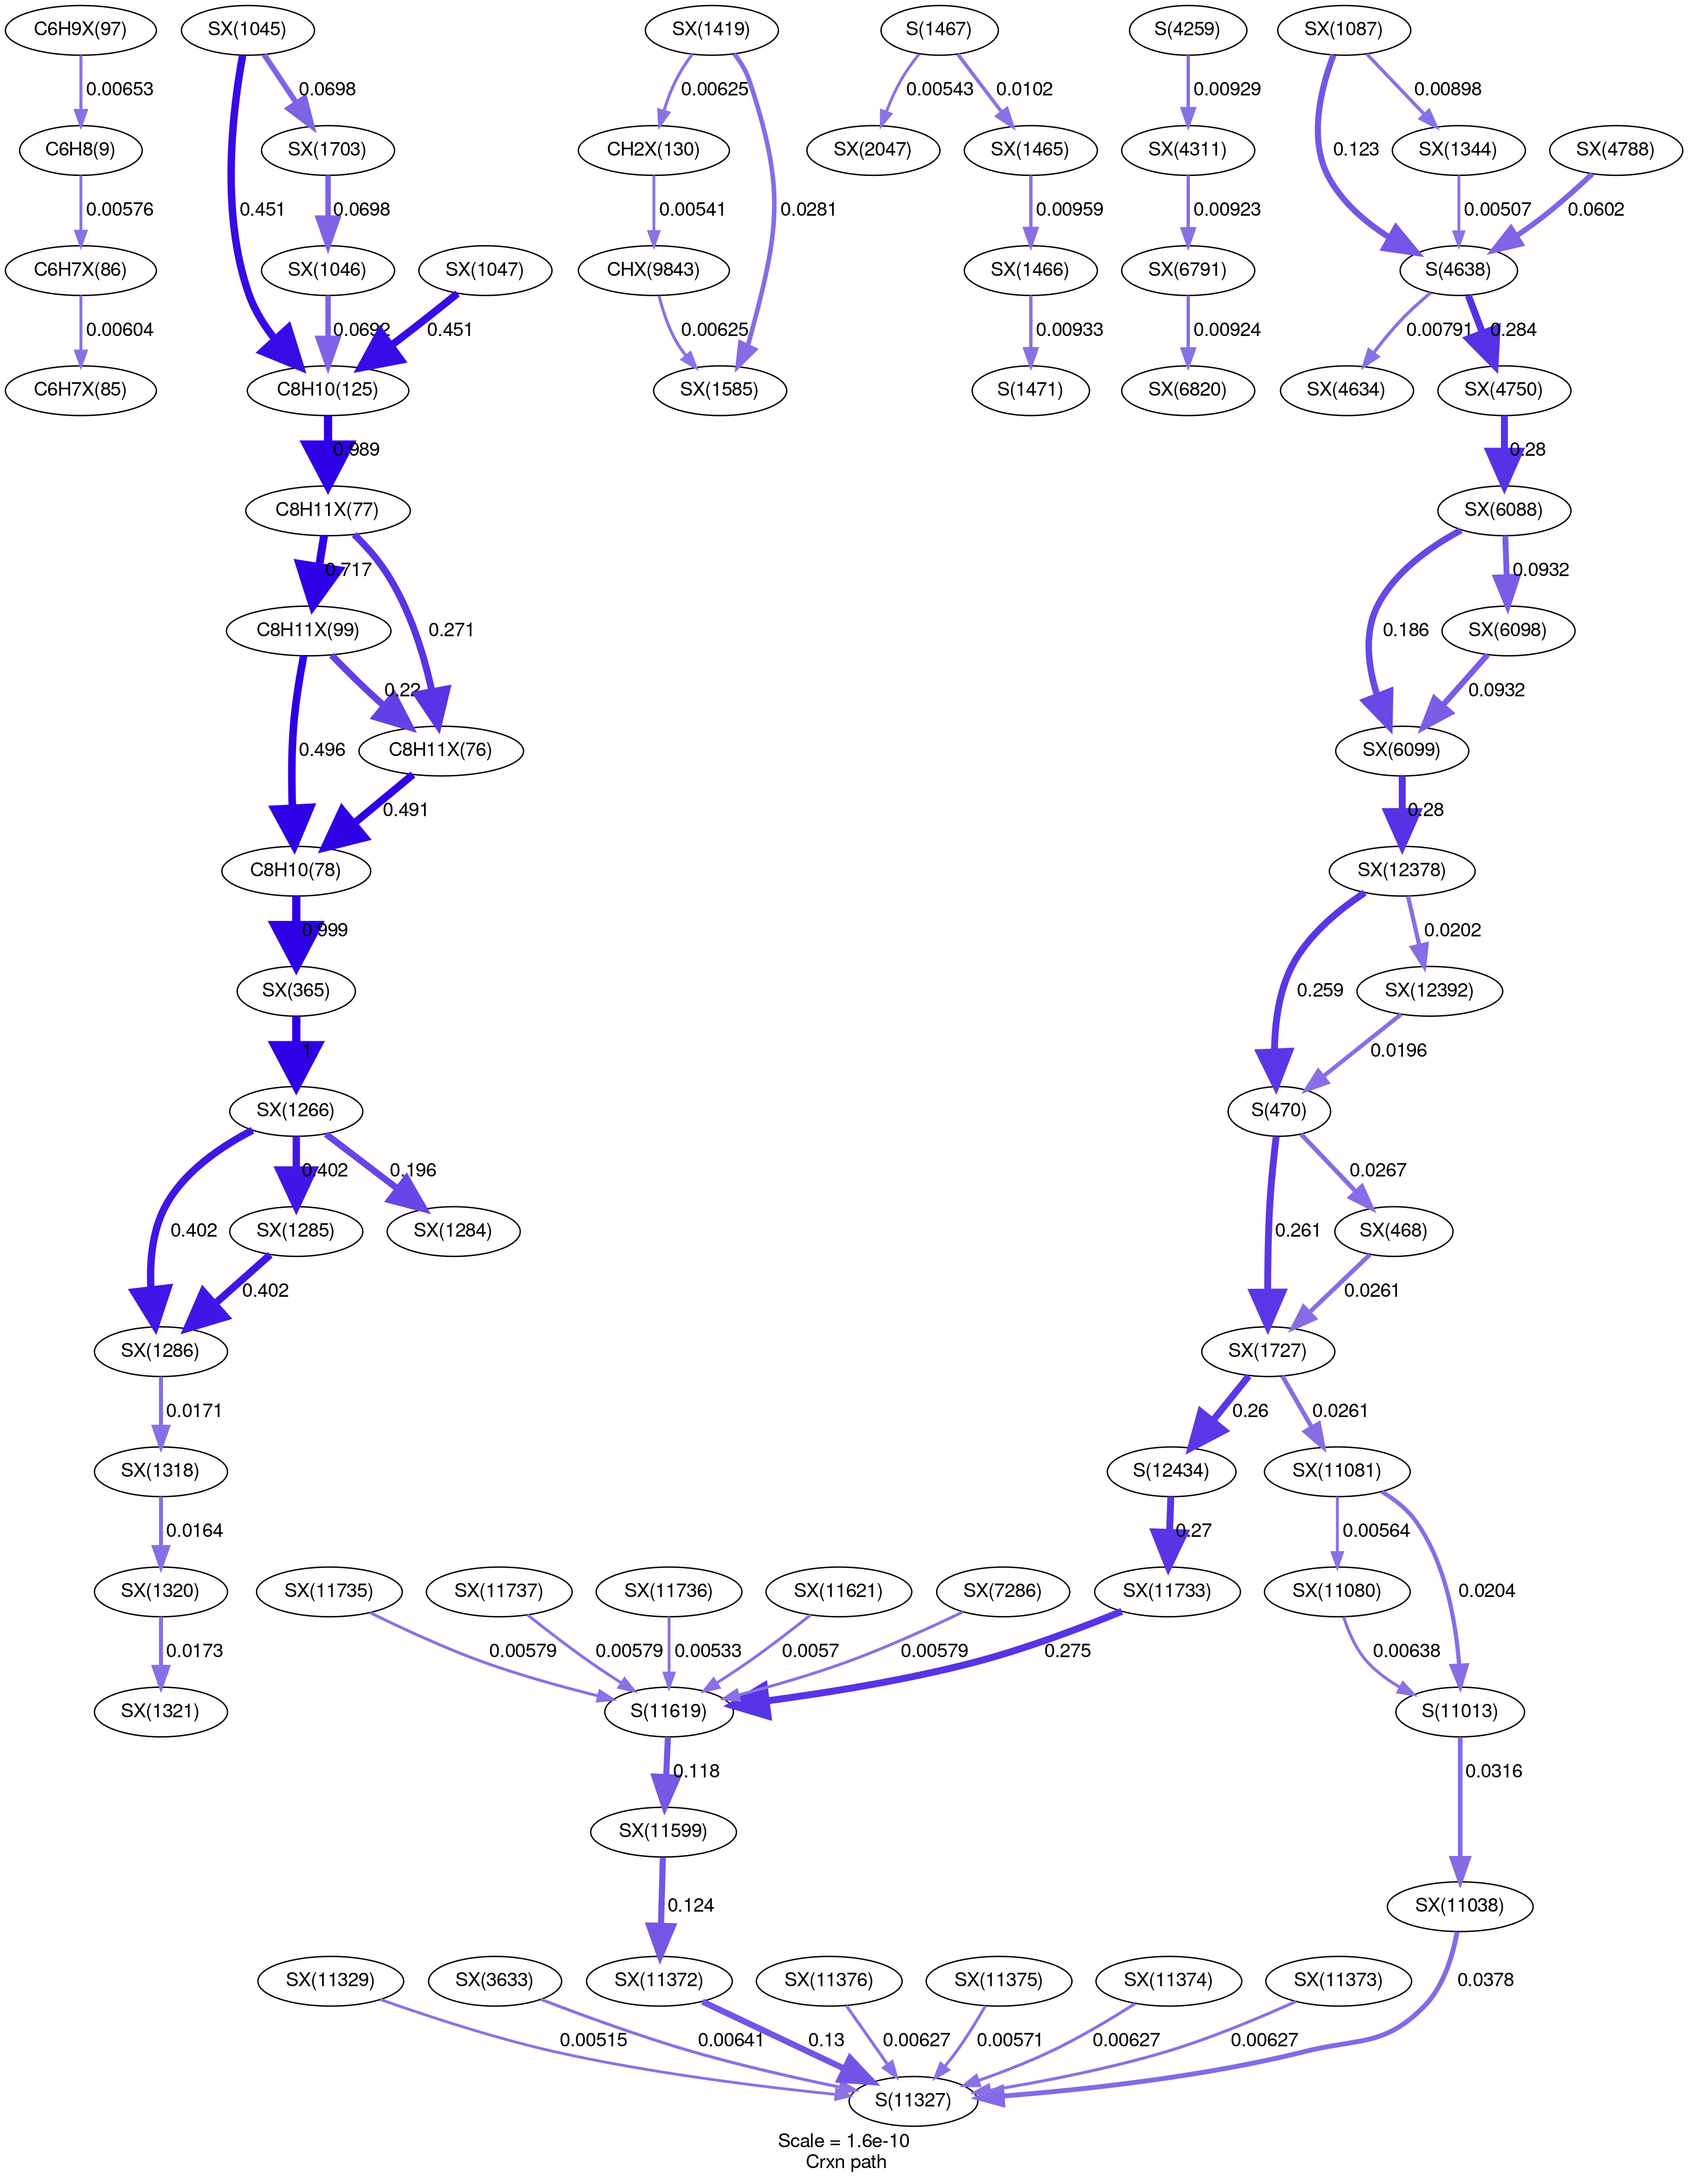 C6H9X(97)
SX(1045)
SX(1419)
S(1467)
S(4259)
SX(1087)
0.00653
0.0698
0.00625
0.00543
0.0102
0.00929
0.00898
C6H8(9)
SX(1703)
CH2X(130)
SX(2047)
SX(1465)
SX(4311)
0.123
SX(1344)
SX(4788)
0.00576
0.451
0.0698
0.00541
0.0281
0.00959
0.00923
0.00507
0.0602
C6H7X(86)
SX(1046)
SX(1047)
CHX(9843)
SX(1466)
SX(6791)
S(4638)
0.00604
0.0692
0.451
0.00625
0.00933
0.00924
0.00791
0.284
C6H7X(85)
C8H10(125)
SX(1585)
S(1471)
SX(6820)
SX(4634)
SX(4750)
0.989
0.28
C8H11X(77)
SX(6088)
0.717
0.0932
C8H11X(99)
0.271
0.186
SX(6098)
0.22
0.0932
0.496
C8H11X(76)
SX(6099)
0.491
0.28
C8H10(78)
SX(12378)
0.999
0.0202
SX(365)
0.259
SX(12392)
1
0.0196
SX(1266)
S(470)
0.402
0.196
0.0267
0.402
SX(1285)
SX(1284)
0.261
SX(468)
0.402
0.0261
SX(1286)
SX(1727)
0.0171
0.26
0.0261
SX(1318)
S(12434)
SX(11081)
0.0164
0.27
0.00564
SX(1320)
SX(11735)
SX(11737)
SX(11736)
SX(11621)
SX(7286)
SX(11733)
SX(11080)
0.0204
0.0173
0.00579
0.00579
0.00533
0.0057
0.00579
0.275
0.00638
SX(1321)
S(11619)
S(11013)
0.118
0.0316
SX(11599)
0.124
SX(11038)
SX(11329)
SX(3633)
SX(11372)
SX(11376)
SX(11375)
SX(11374)
SX(11373)
0.0378
0.00515
0.00641
0.13
0.00627
0.00571
0.00627
0.00627
S(11327)
Scale = 1.6e-10
Crxn path